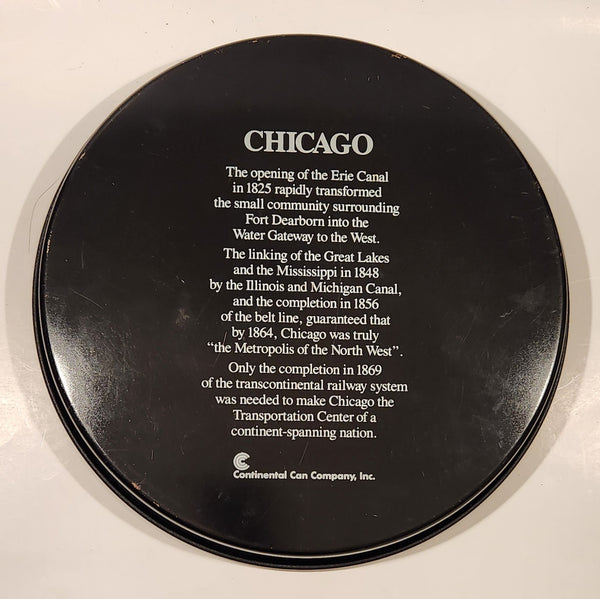 CHICAGO
The opening of the Erie Canal
in 1825 rapidly transformed
the small community surrounding
Fort Dearborn into the
Water Gateway to the West.
The linking of the Great Lakes
and the Mississippi in 1848
by the Illinois and Michigan Canal,
and the completion in 1856
of the belt line, guaranteed that
by 1864, Chicago was truly
“the Metropolis of the North West”.
Only the completion in 1869
of the transcontinental railway system
was needed to make Chicago the
Transportation Center of a
continent-spanning nation.
Continental Can Company, Inc.